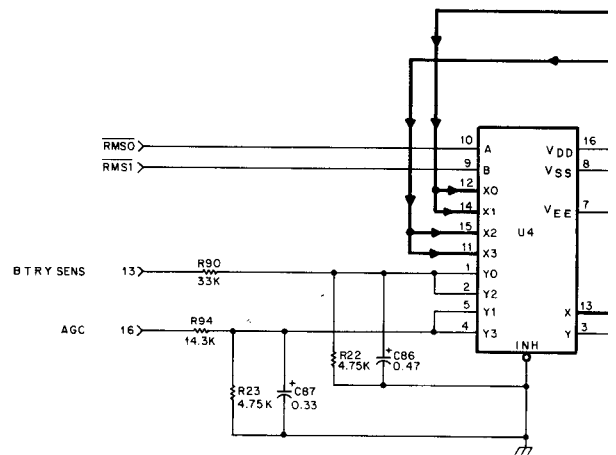 RMS0 10 A VDD 16
RMS1 9 B VSS 8
12 X0
14 X1 VEE 7
15 X2 U4
11 X3
BTRY SENS 13 R90 33K 1 Y0
2 Y2
5 Y1 X 13
AGC 16 R94 14.3K 4 Y3 Y 3
INH
R22 4.75K + C86 0.47
R23 4.75K + C87 0.33